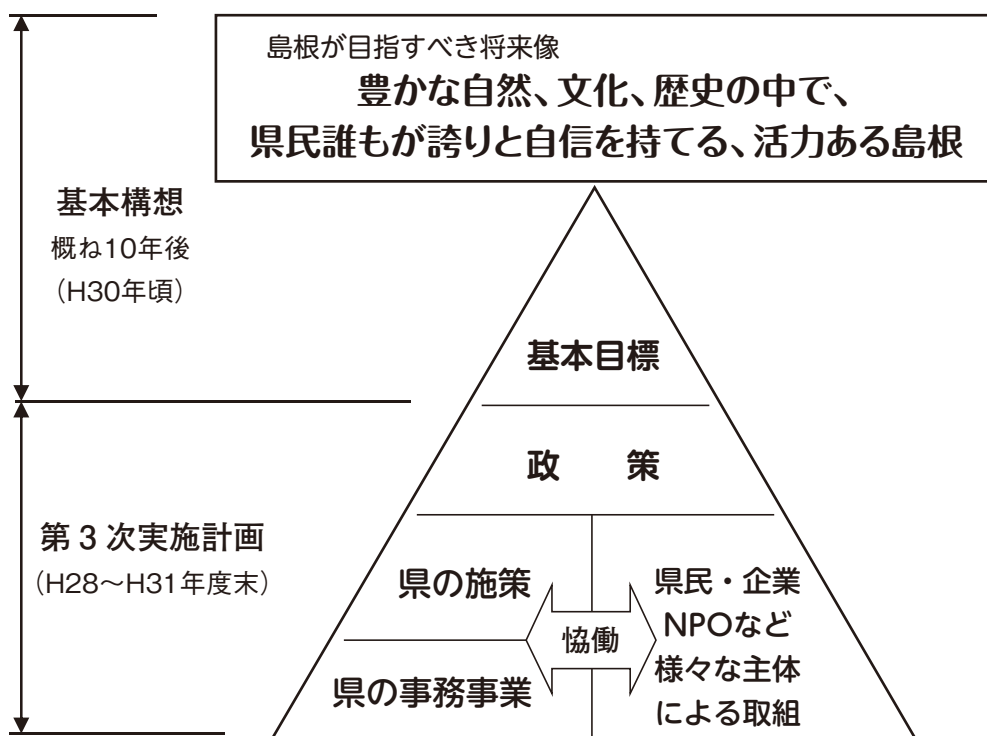 島根が目指すべき将来像
豊かな自然、文化、歴史の中で、
県民誰もが誇りと自信を持てる、活力ある島根
基本構想
概ね10年後
（H30年頃）
基本目標
政　策
第3次実施計画
（H28～H31年度末）
県の施策
県の事務事業
協働
県民・企業
NPOなど
様々な主体
による取組